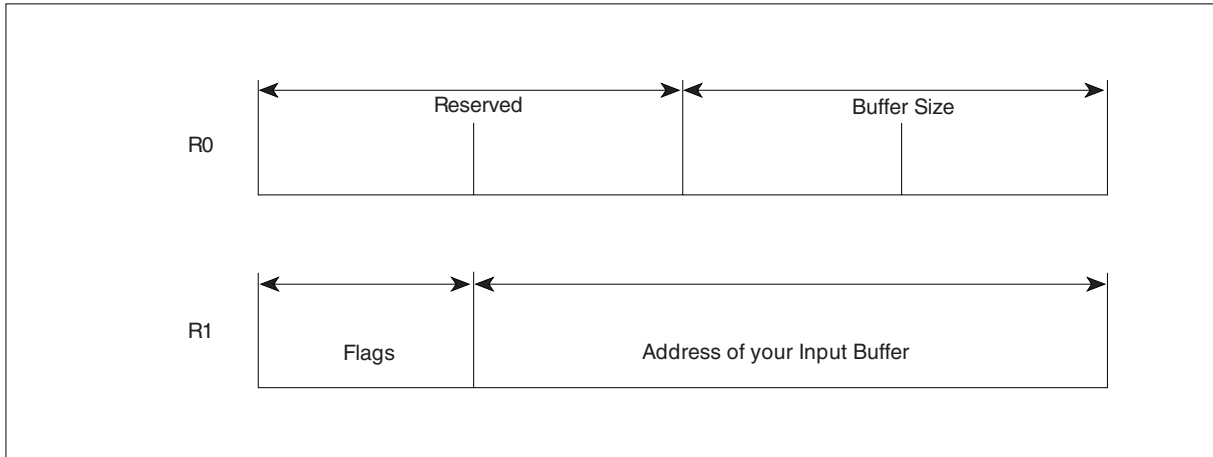 Reserved
Buffer Size
R0
R1
Flags
Address of your Input Buffer